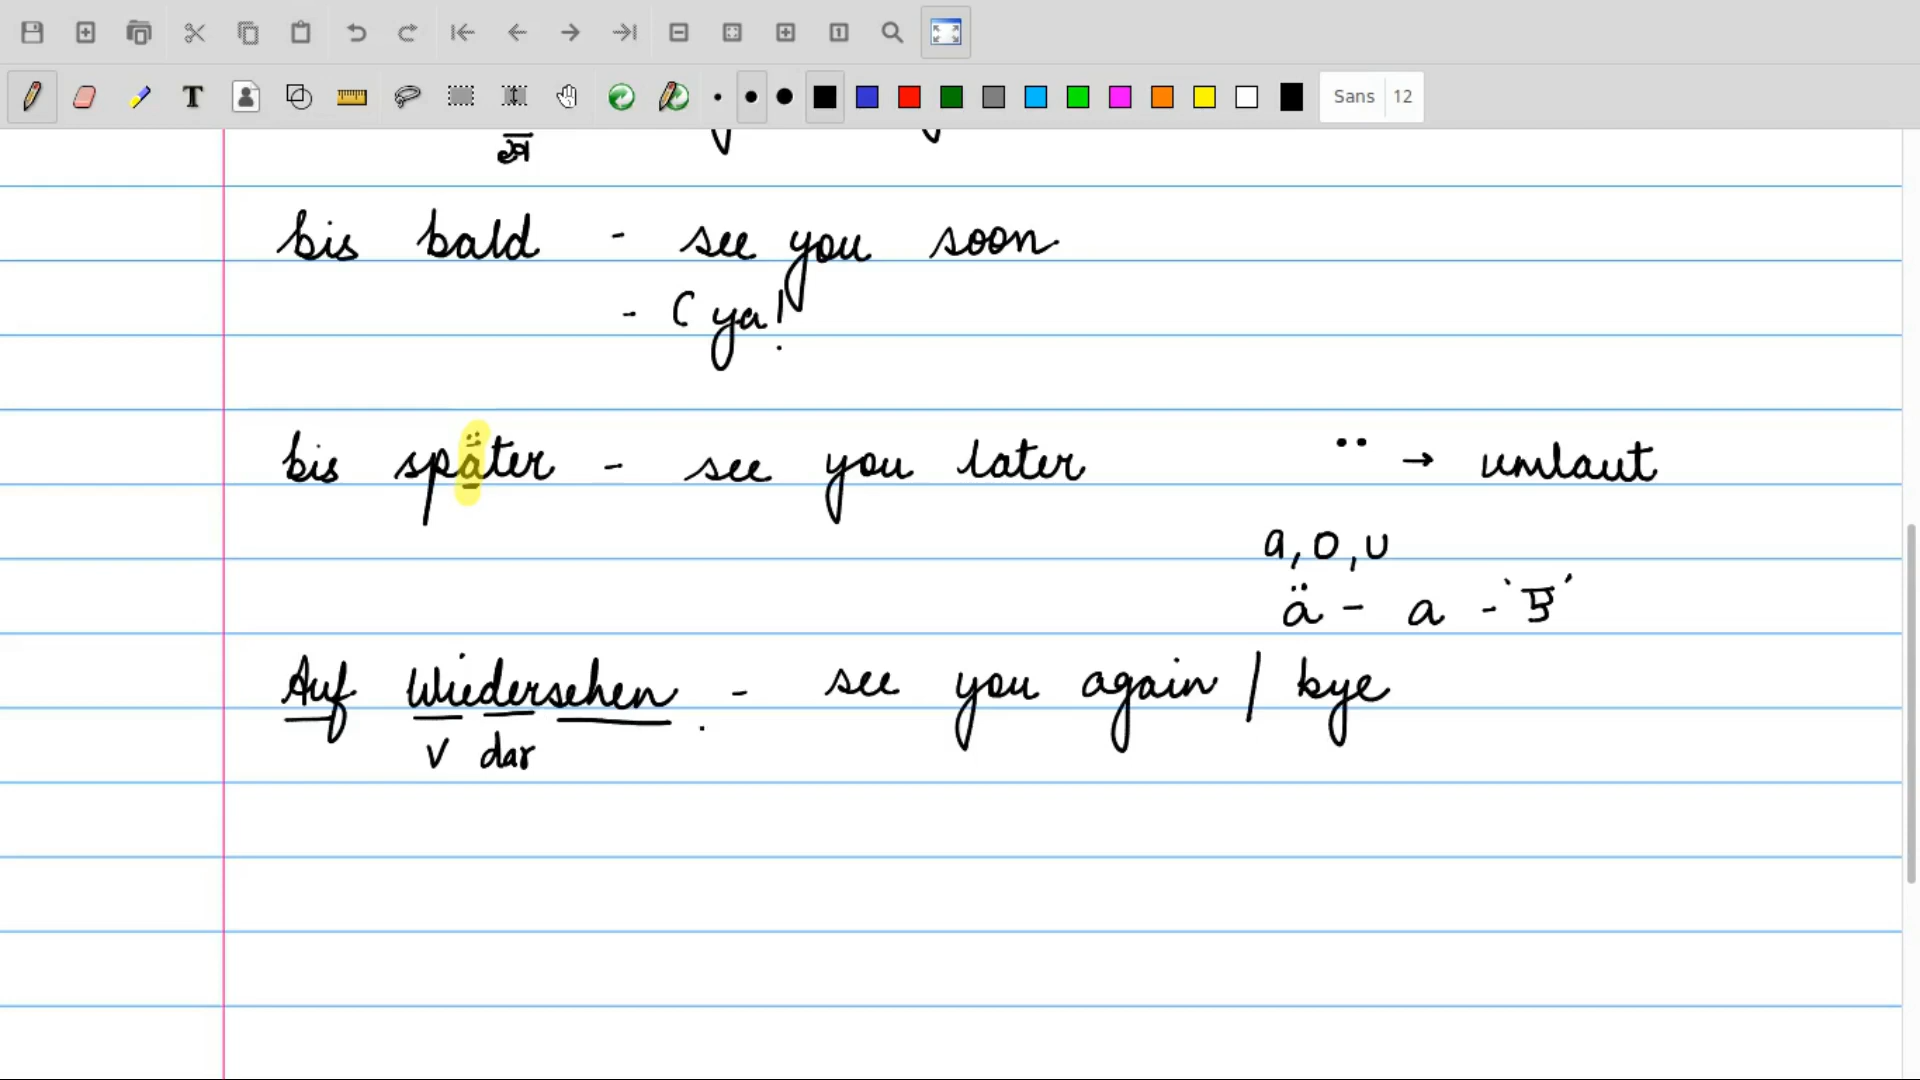 Sans 12
bis bald - see you soon
- C ya!
bis später - see you later ¨ → umlaut
a, o, u
ä - a - 'ए'
Auf Wiedersehen - see you again / bye
V dar